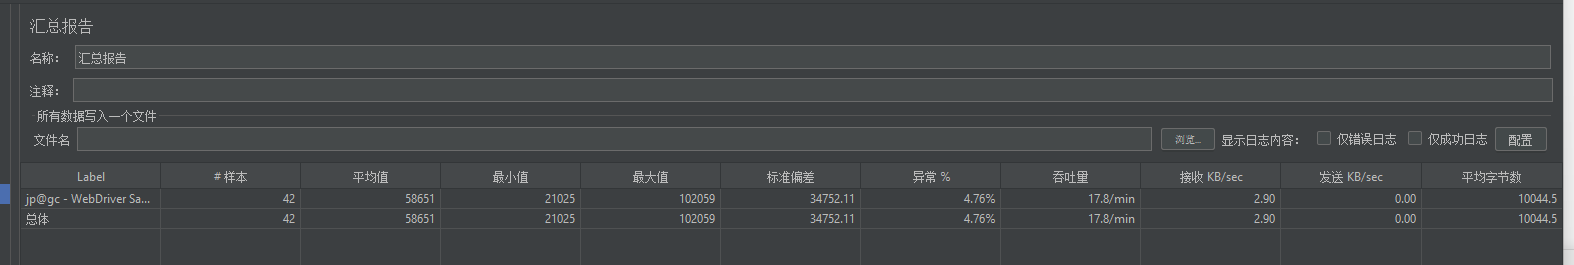 汇总报告
名称： 汇总报告
注释：
所有数据写入一个文件
文件名 浏览... 显示日志内容： 仅错误日志 仅成功日志 配置
Label # 样本 平均值 最小值 最大值 标准偏差 异常 % 吞吐量 接收 KB/sec 发送 KB/sec 平均字节数
jp@gc - WebDriver Sa... 42 58651 21025 102059 34752.11 4.76% 17.8/min 2.90 0.00 10044.5
总体 42 58651 21025 102059 34752.11 4.76% 17.8/min 2.90 0.00 10044.5